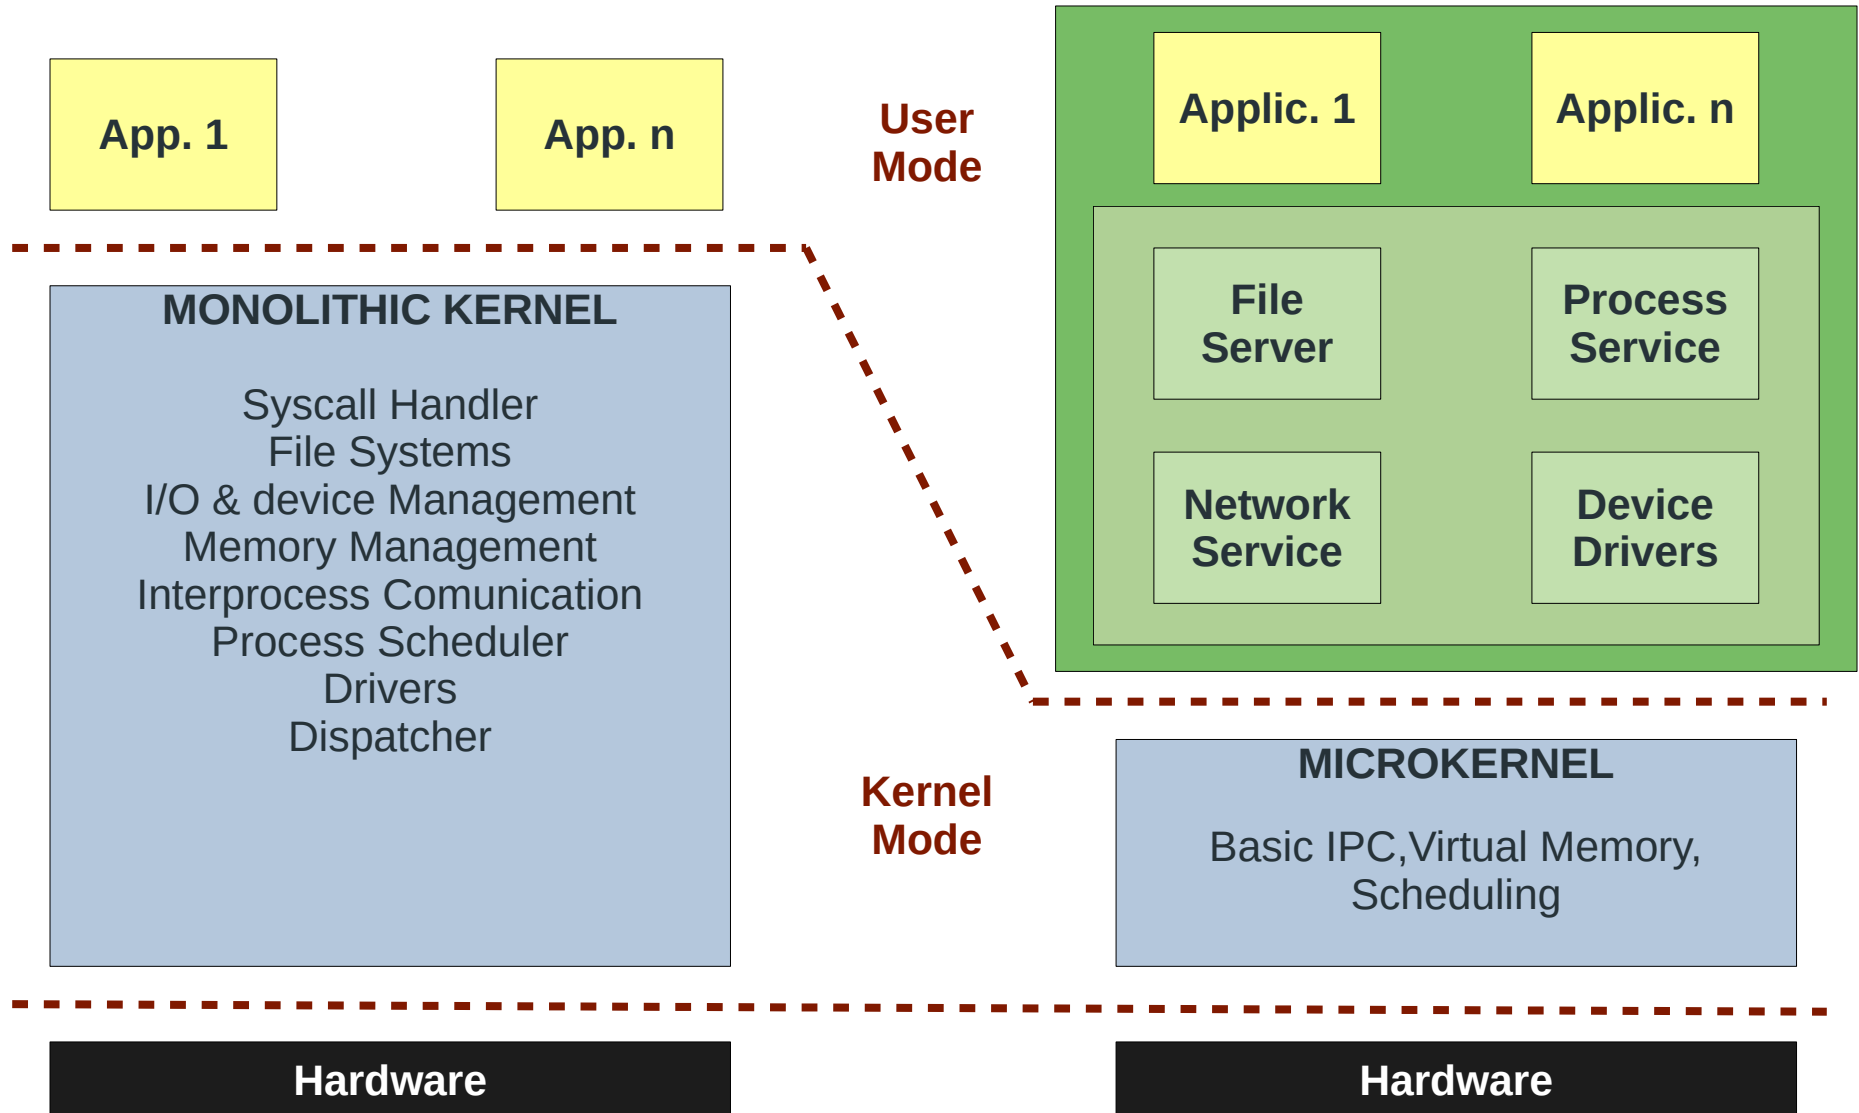 App. 1
App. n
User
Mode
Applic. 1
Applic. n
MONOLITHIC KERNEL
Syscall Handler
File Systems
I/O & device Management
Memory Management
Interprocess Comunication
Process Scheduler
Drivers
Dispatcher
File
Server
Process
Service
Network
Service
Device
Drivers
Kernel
Mode
MICROKERNEL
Basic IPC,Virtual Memory,
Scheduling
Hardware
Hardware